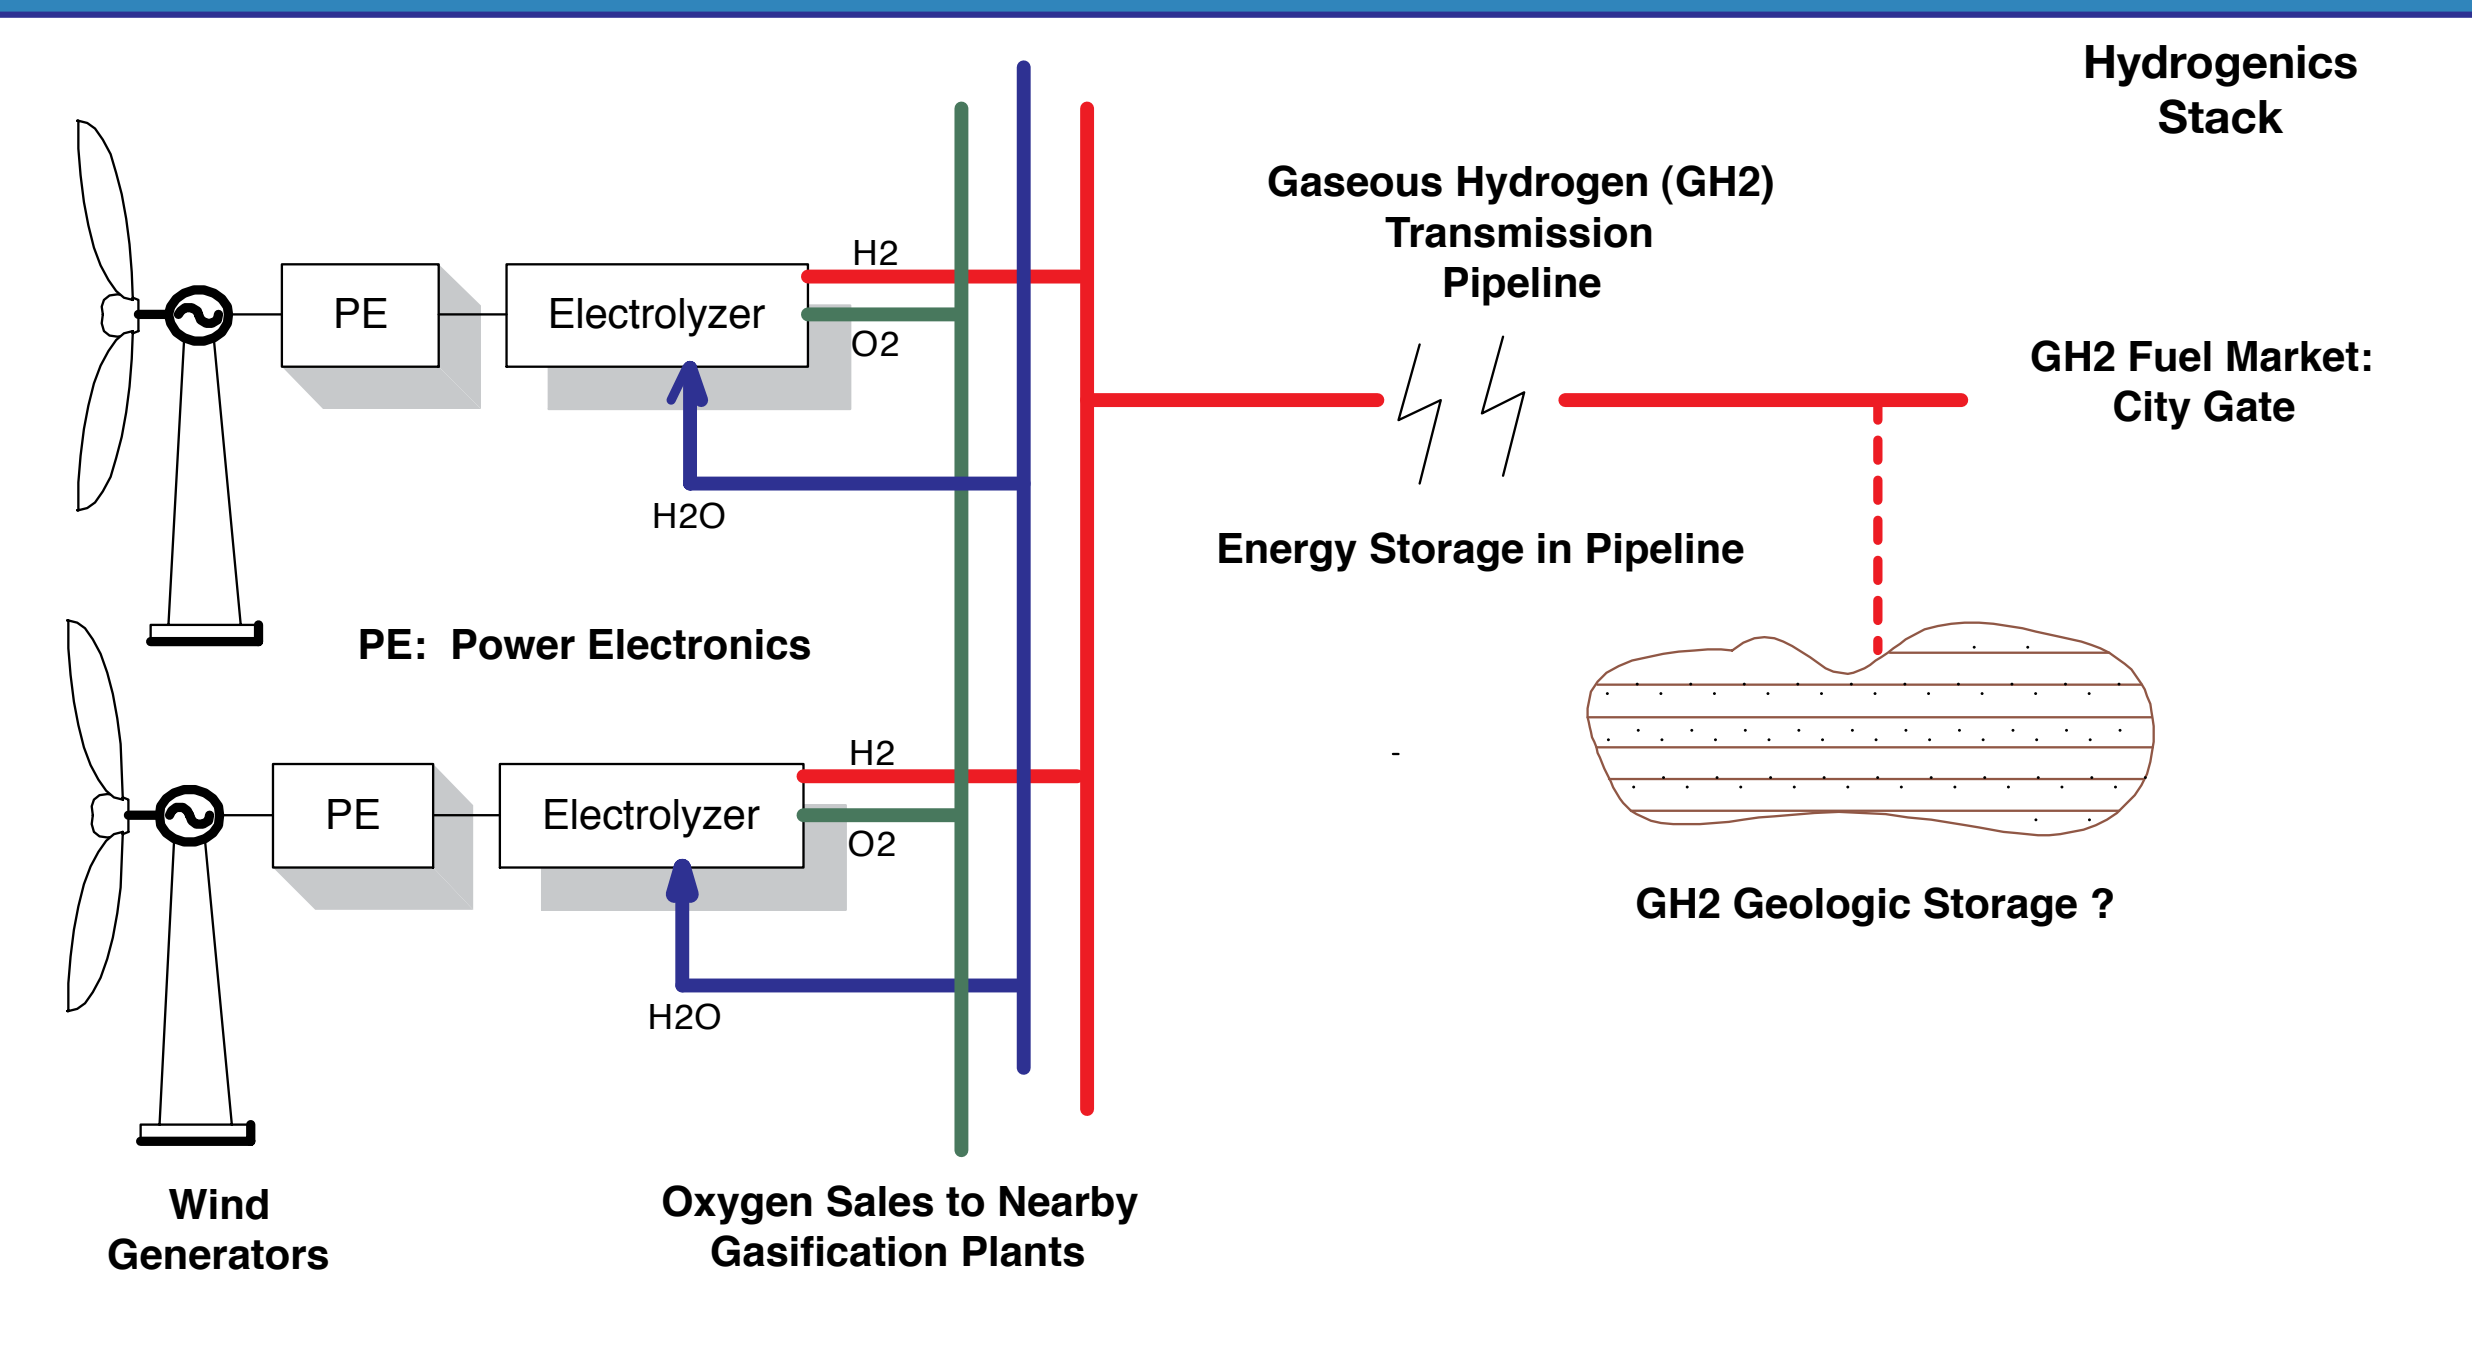 Hydrogenics
Stack
Gaseous Hydrogen (GH2)
Transmission
Pipeline
H2
PE
Electrolyzer
O2
GH2 Fuel Market:
City Gate
H2O
Energy Storage in Pipeline
PE: Power Electronics
H2
-
PE
Electrolyzer
O2
GH2 Geologic Storage ?
H2O
Wind
Generators
Oxygen Sales to Nearby
Gasification Plants